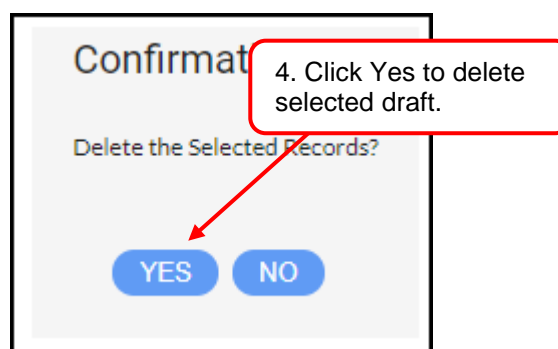 Confirmat
4. Click Yes to delete
selected draft.
Delete the Selected Records?
YES NO